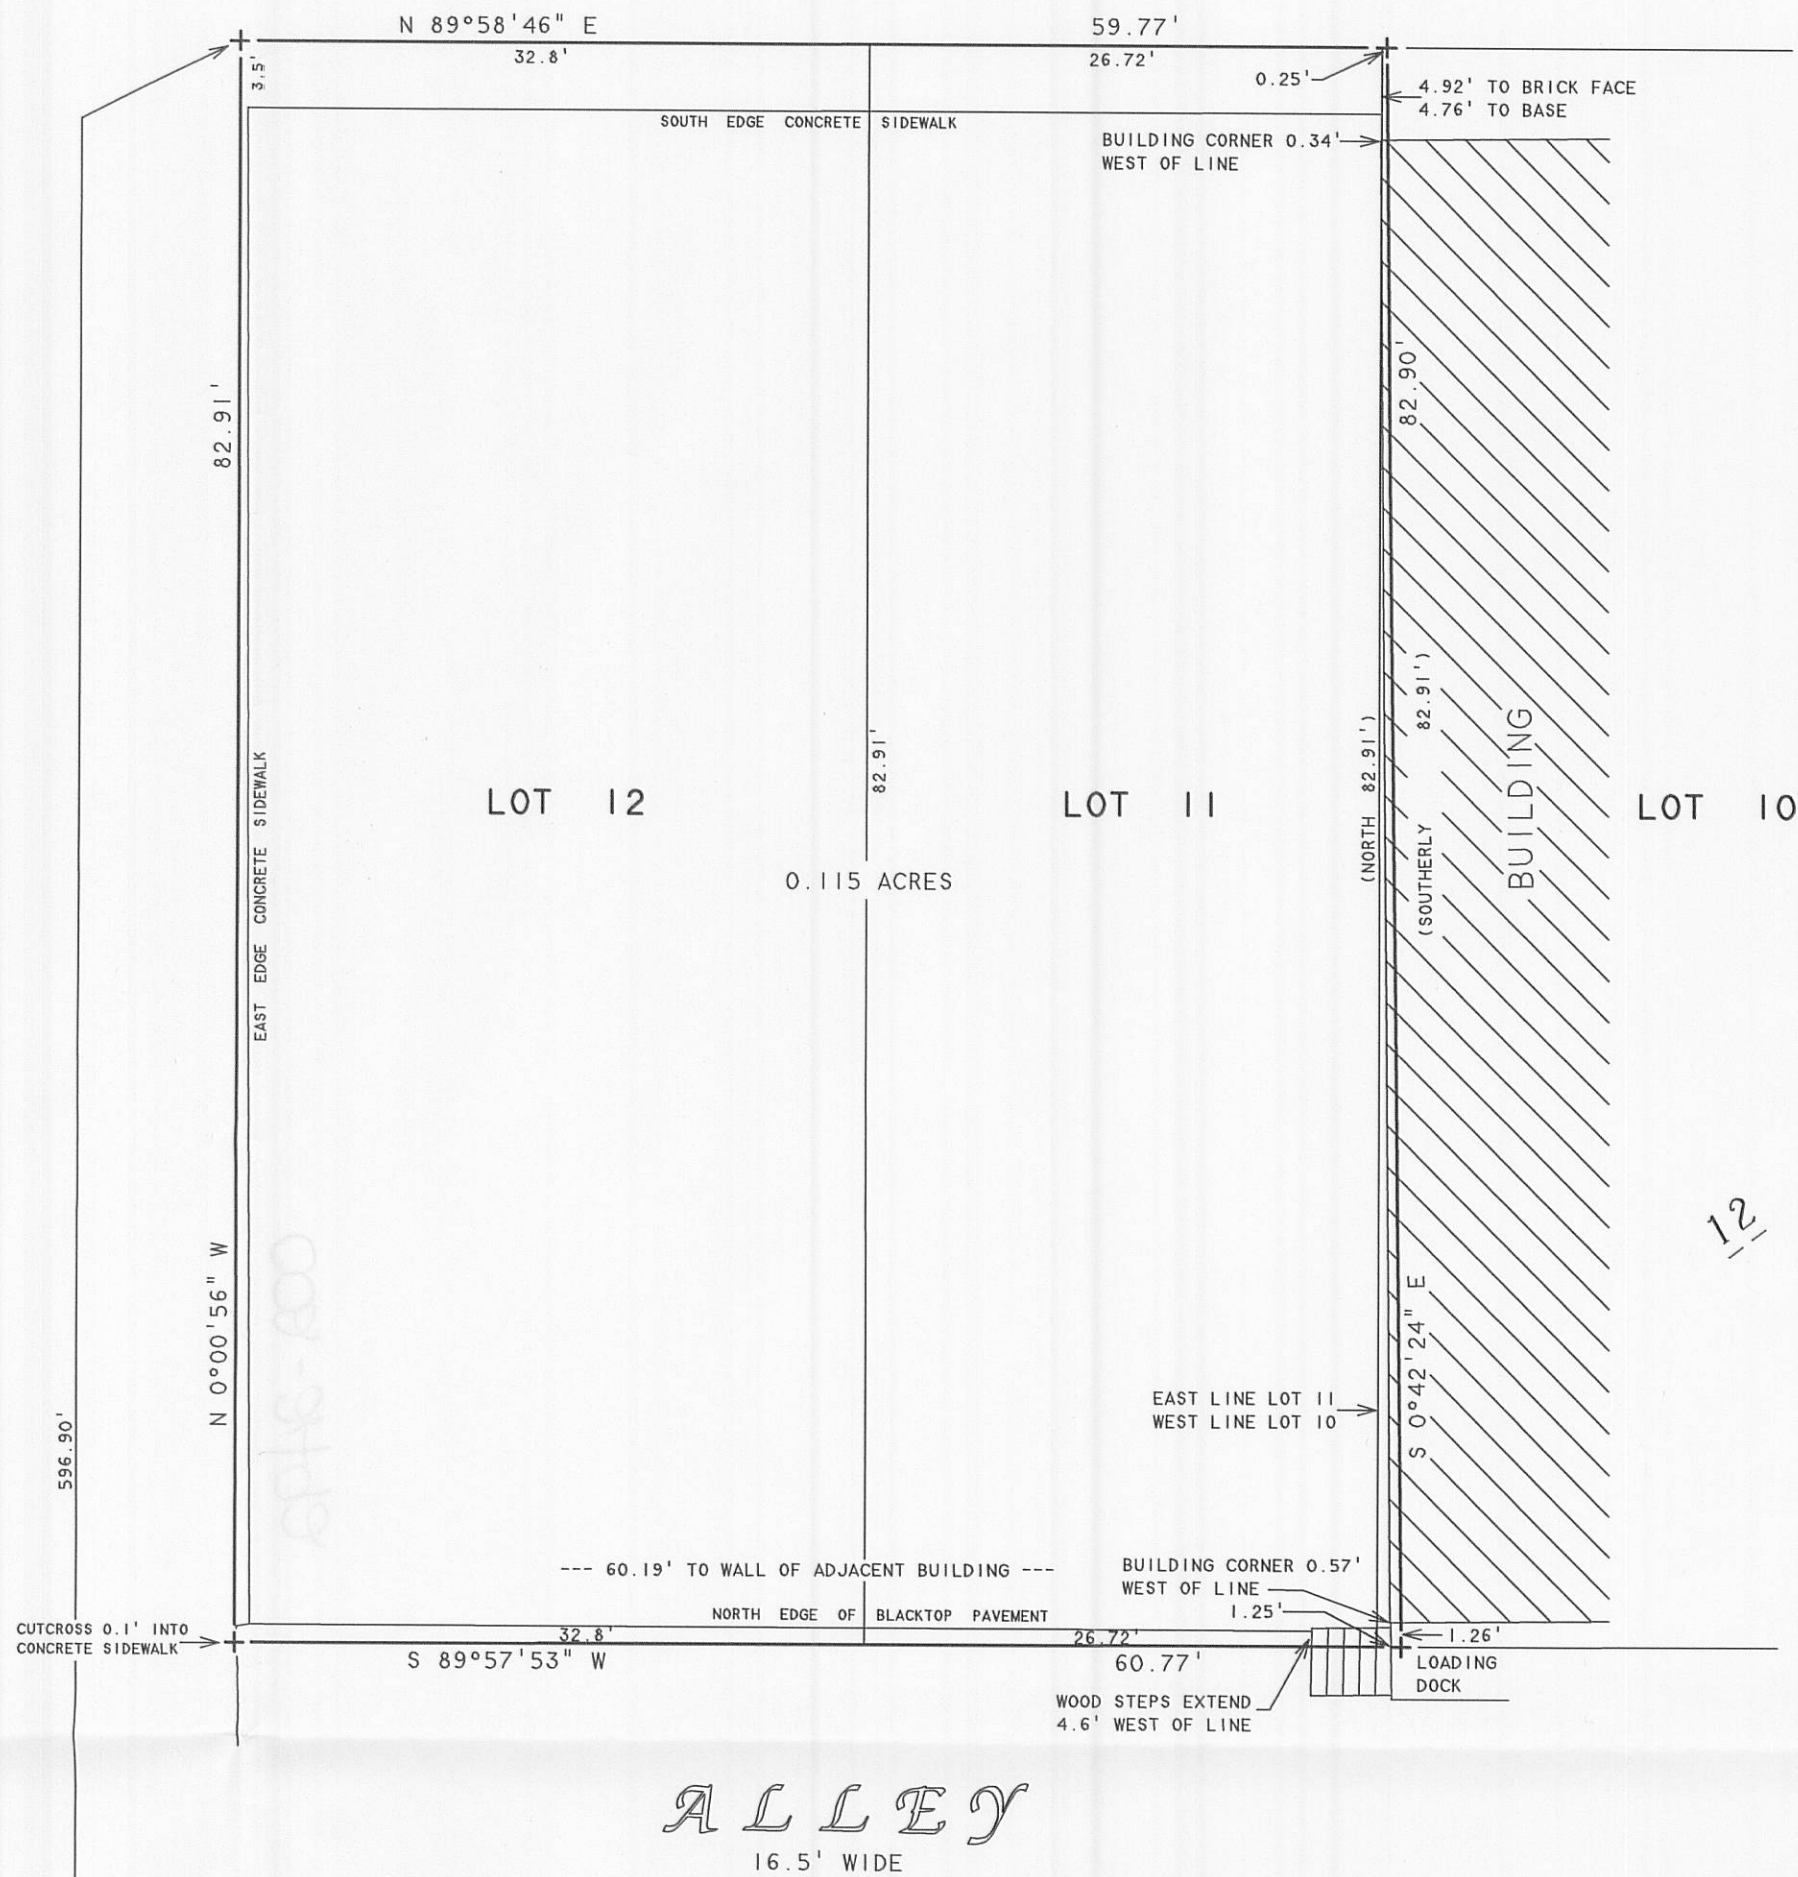 N 89°58'46" E
59.77'
32.8'
26.72'
3.5'
0.25'
4.92' TO BRICK FACE
4.76' TO BASE
SOUTH EDGE CONCRETE SIDEWALK
BUILDING CORNER 0.34'
WEST OF LINE
82.91'
82.90'
82.91'
(NORTH 82.91')
(SOUTHERLY 82.91')
BUILDING
LOT 12
LOT 11
LOT 10
0.115 ACRES
EAST EDGE CONCRETE SIDEWALK
12
N 0°00'56" W
S 0°42'24" E
EAST LINE LOT 11
WEST LINE LOT 10
596.90'
--- 60.19' TO WALL OF ADJACENT BUILDING ---
BUILDING CORNER 0.57'
WEST OF LINE
NORTH EDGE OF BLACKTOP PAVEMENT
1.25'
CUTCROSS 0.1' INTO
CONCRETE SIDEWALK
32.8'
26.72'
1.26'
S 89°57'53" W
60.77'
LOADING
DOCK
WOOD STEPS EXTEND
4.6' WEST OF LINE
ALLEY
16.5' WIDE